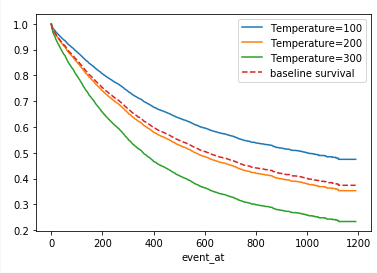 1.0
0.9
0.8
0.7
0.6
0.5
0.4
0.3
0.2
Temperature=100
Temperature=200
Temperature=300
baseline survival
0 200 400 600 800 1000 1200
event_at